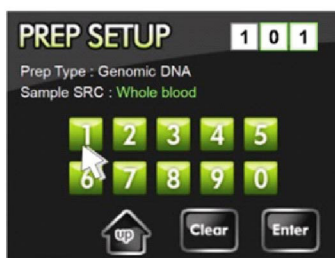 PREP SETUP 1 0 1
Prep Type : Genomic DNA
Sample SRC : Whole blood
1 2 3 4 5
6 7 8 9 0
up Clear Enter